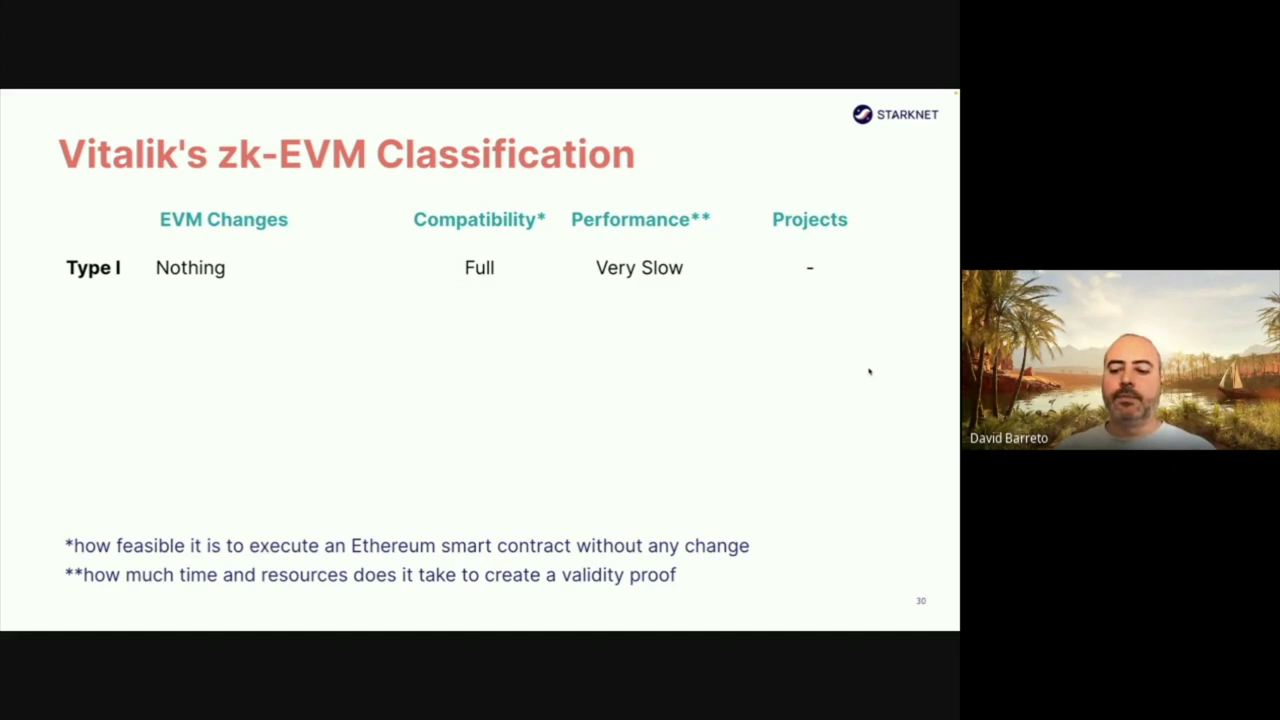 STARKNET
Vitalik's zk-EVM Classification
EVM Changes Compatibility* Performance** Projects
Type I Nothing Full Very Slow -
*how feasible it is to execute an Ethereum smart contract without any change
**how much time and resources does it take to create a validity proof
30
David Barreto